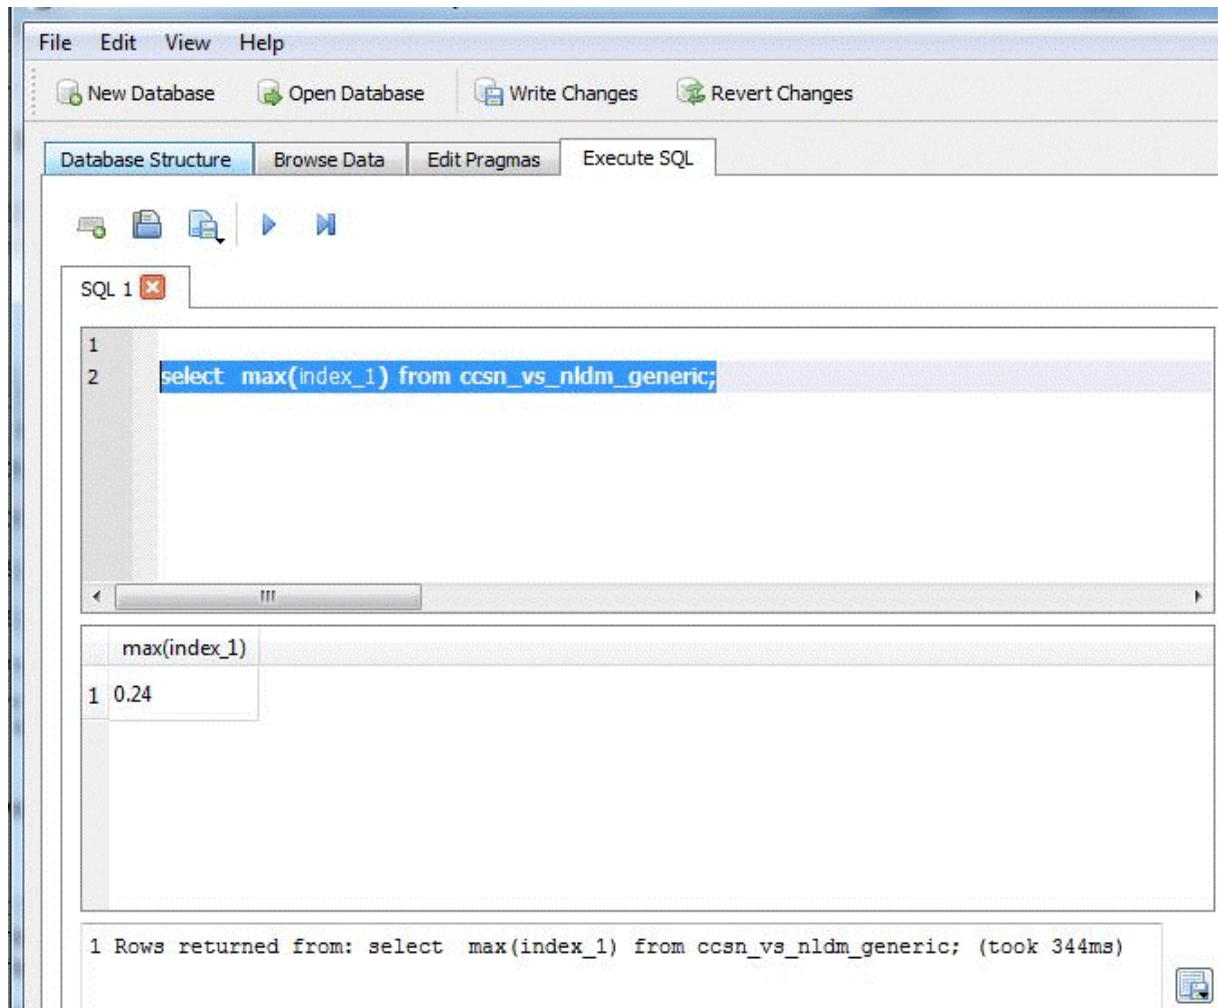 File Edit View Help
New Database Open Database Write Changes Revert Changes
Database Structure Browse Data Edit Pragmas Execute SQL
SQL 1
1
2 select  max(index_1) from ccsn_vs_nldm_generic;
max(index_1)
1 0.24
1 Rows returned from: select  max(index_1) from ccsn_vs_nldm_generic; (took 344ms)